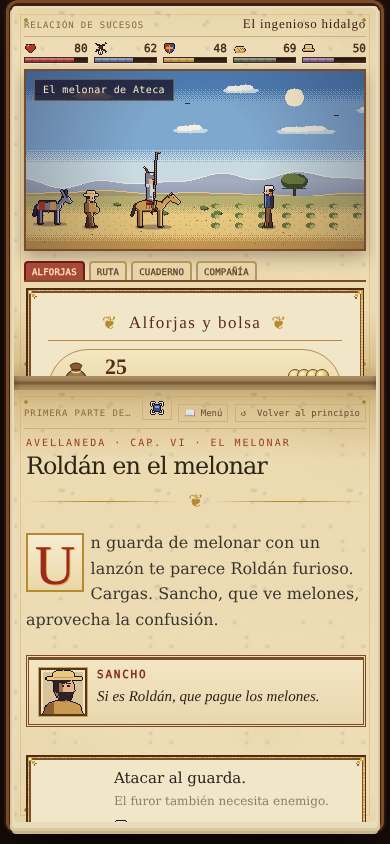 RELACIÓN DE SUCESOS
El ingenioso hidalgo
80 62 48 69 50
El melonar de Ateca
ALFORJAS RUTA CUADERNO COMPAÑÍA
❦ Alforjas y bolsa ❦
25
PRIMERA PARTE DE… 📖 Menú ↺ Volver al principio
AVELLANEDA · CAP. VI · EL MELONAR
Roldán en el melonar
Un guarda de melonar con un
lanzón te parece Roldán furioso.
Cargas. Sancho, que ve melones,
aprovecha la confusión.
SANCHO
Si es Roldán, que pague los melones.
Atacar al guarda.
El furor también necesita enemigo.